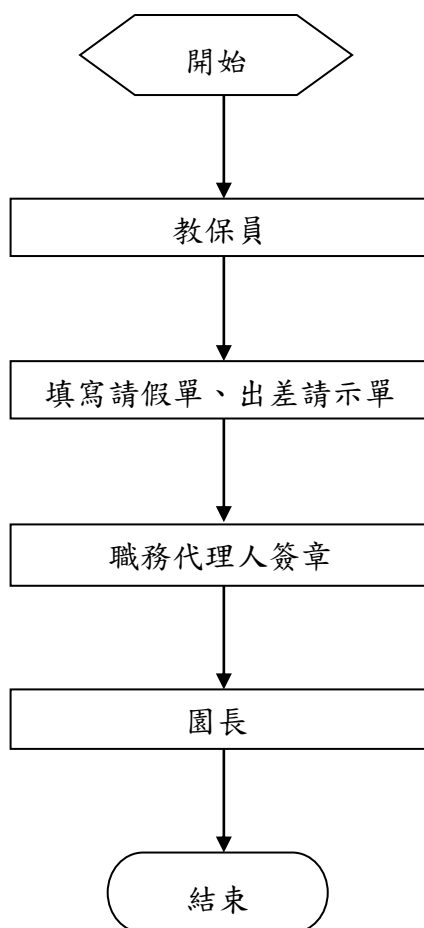 開始
教保員
填寫請假單、出差請示單
職務代理人簽章
園長
結束